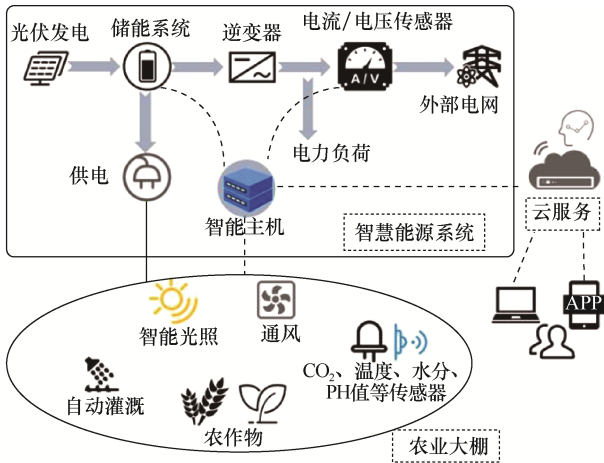 光伏发电
储能系统
逆变器
电流/电压传感器
A/V
外部电网
电力负荷
供电
智能主机
智慧能源系统
云服务
APP
智能光照
通风
CO₂、温度、水分、
PH值等传感器
自动灌溉
农作物
农业大棚